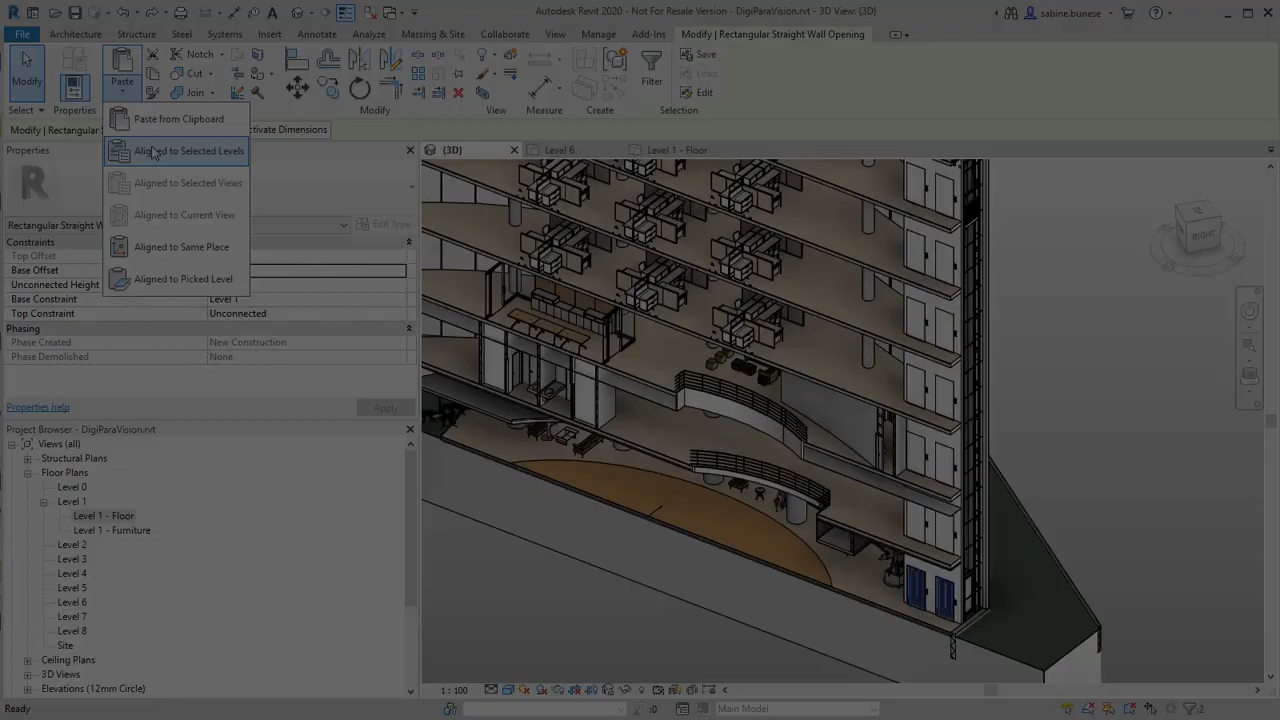 Autodesk Revit 2020 - Not For Resale Version - DigiParaVision.rvt - 3D View: {3D}
sabine.bunese
File
Architecture
Structure
Steel
Systems
Insert
Annotate
Analyze
Massing & Site
Collaborate
View
Manage
Add-Ins
Modify | Rectangular Straight Wall Opening
Modify
Paste
Notch
Cut
Join
Filter
Save
Load
Edit
Select
Properties
Modify
View
Measure
Create
Selection
Paste from Clipboard
Aligned to Selected Levels
Aligned to Selected Views
Aligned to Current View
Aligned to Same Place
Aligned to Picked Level
Modify | Rectangular S
ctivate Dimensions
Properties
{3D}
Level 6
Level 1 - Floor
R
RIGHT
Rectangular Straight W
Edit Type
Constraints
Top Offset
Base Offset
Unconnected Height
Base Constraint
Level 1
Top Constraint
Unconnected
Phasing
Phase Created
New Construction
Phase Demolished
None
Properties help
Apply
Project Browser - DigiParaVision.rvt
Views (all)
Structural Plans
Floor Plans
Level 0
Level 1
Level 1 - Floor
Level 1 - Furniture
Level 2
Level 3
Level 4
Level 5
Level 6
Level 7
Level 8
Site
Ceiling Plans
3D Views
Elevations (12mm Circle)
1 : 100
Ready
:0
Main Model
:2